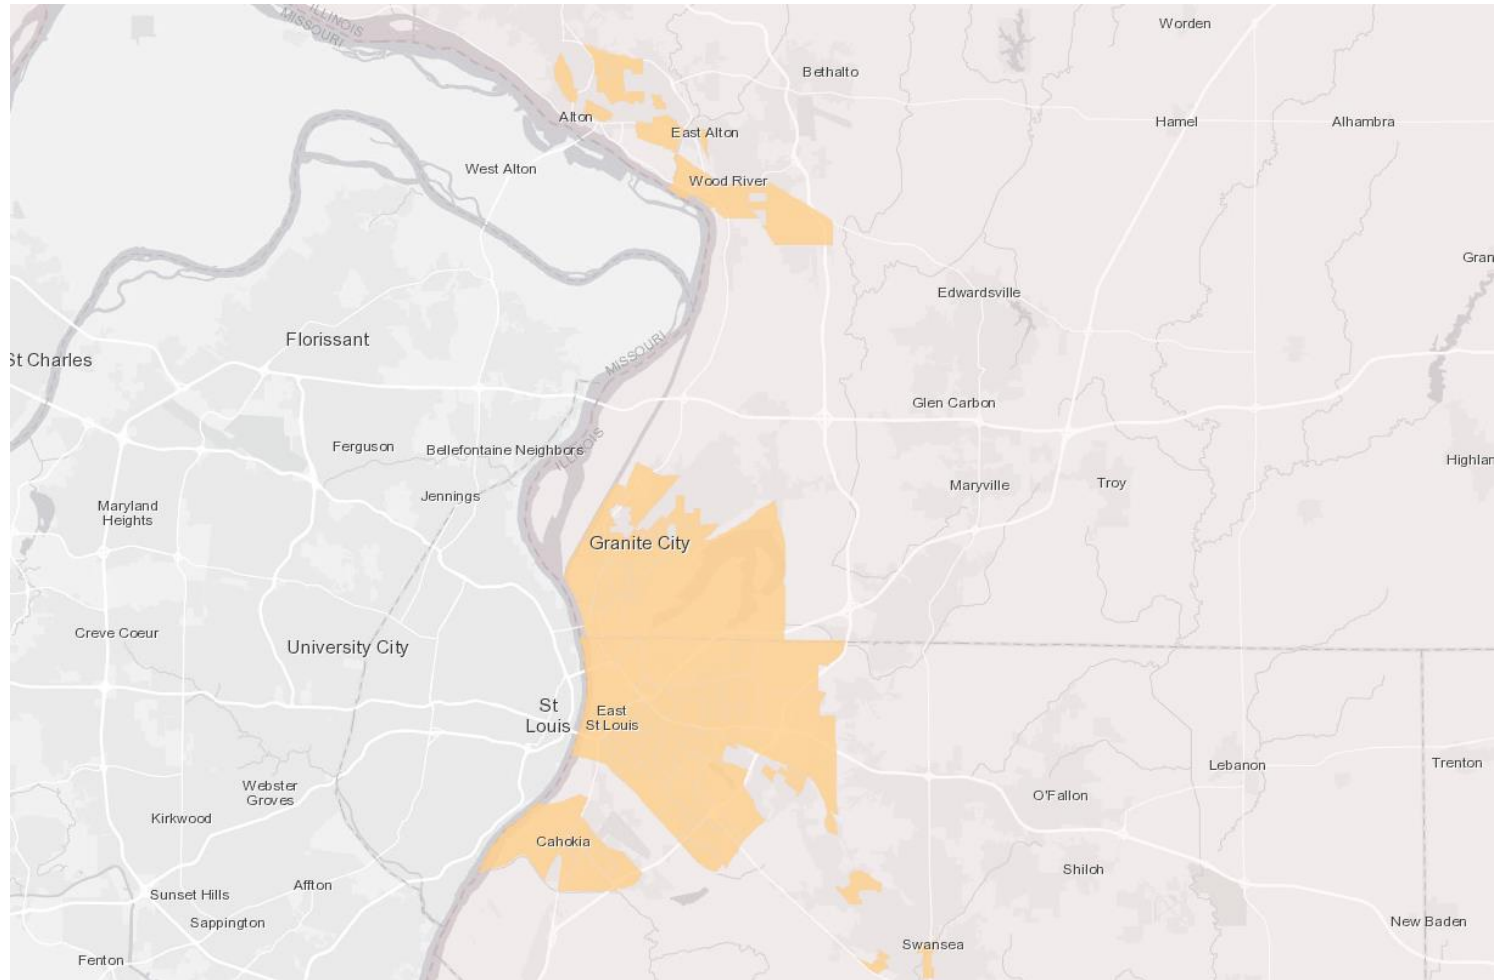 ILLINOIS
MISSOURI
Worden
Bethalto
Alton
East Alton
Hamel
Alhambra
West Alton
Wood River
Gran
Edwardsville
Florissant
MISSOURI
St Charles
Glen Carbon
Ferguson
Bellefontaine Neighbors
ILLINOIS
Highlan
Jennings
Maryville
Troy
Maryland
Heights
Granite City
Creve Coeur
University City
St
Louis
East
St Louis
Lebanon
Trenton
Webster
Groves
O'Fallon
Kirkwood
Cahokia
Shiloh
Affton
Sunset Hills
Sappington
New Baden
Swansea
Fenton